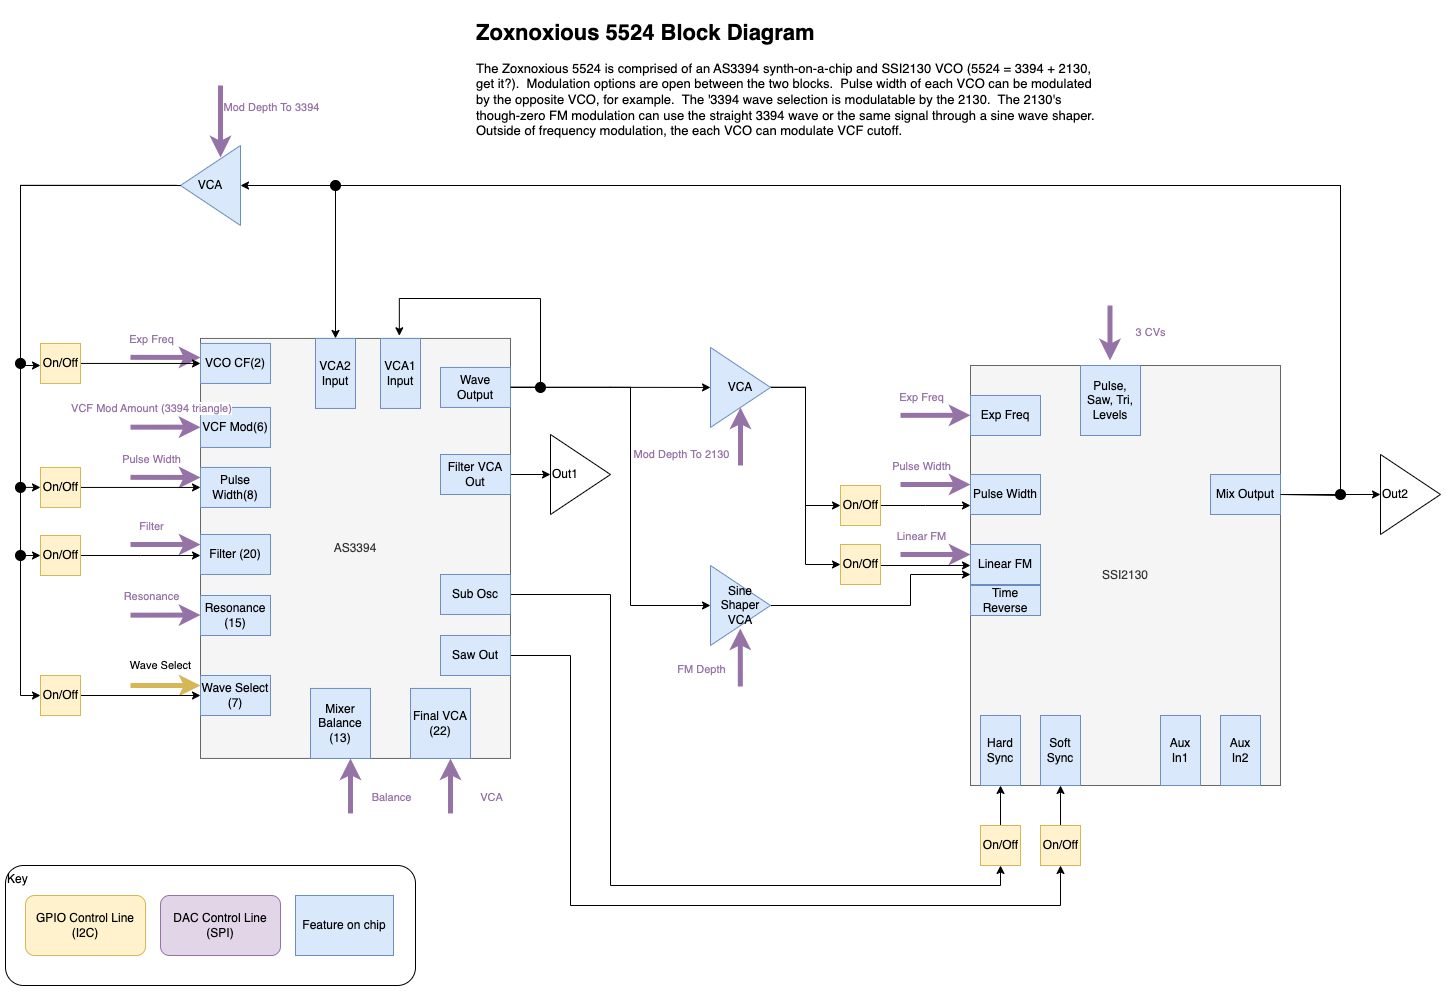 Zoxnoxious 5524 Block Diagram
The Zoxnoxious 5524 is comprised of an AS3394 synth-on-a-chip and SSI2130 VCO (5524 = 3394 + 2130,
get it?). Modulation options are open between the two blocks. Pulse width of each VCO can be modulated
by the opposite VCO, for example. The '3394 wave selection is modulatable by the 2130. The 2130's
though-zero FM modulation can use the straight 3394 wave or the same signal through a sine wave shaper.
Outside of frequency modulation, the each VCO can modulate VCF cutoff.
Mod Depth To 3394
VCA
On/Off
Exp Freq
VCO CF(2)
VCF Mod Amount (3394 triangle)
VCF Mod(6)
On/Off
Pulse Width
Pulse
Width(8)
On/Off
Filter
Filter (20)
Resonance
Resonance
(15)
On/Off
Wave Select
Wave Select
(7)
VCA2
Input
VCA1
Input
Wave
Output
Filter VCA
Out
Out1
AS3394
Sub Osc
Saw Out
Mixer
Balance
(13)
Final VCA
(22)
Balance
VCA
VCA
Mod Depth To 2130
Sine
Shaper
VCA
FM Depth
On/Off
On/Off
3 CVs
Pulse,
Saw, Tri,
Levels
Exp Freq
Exp Freq
Pulse Width
Pulse Width
Linear FM
Linear FM
Time
Reverse
SSI2130
Mix Output
Out2
Hard
Sync
Soft
Sync
Aux
In1
Aux
In2
On/Off
On/Off
Key
GPIO Control Line
(I2C)
DAC Control Line
(SPI)
Feature on chip